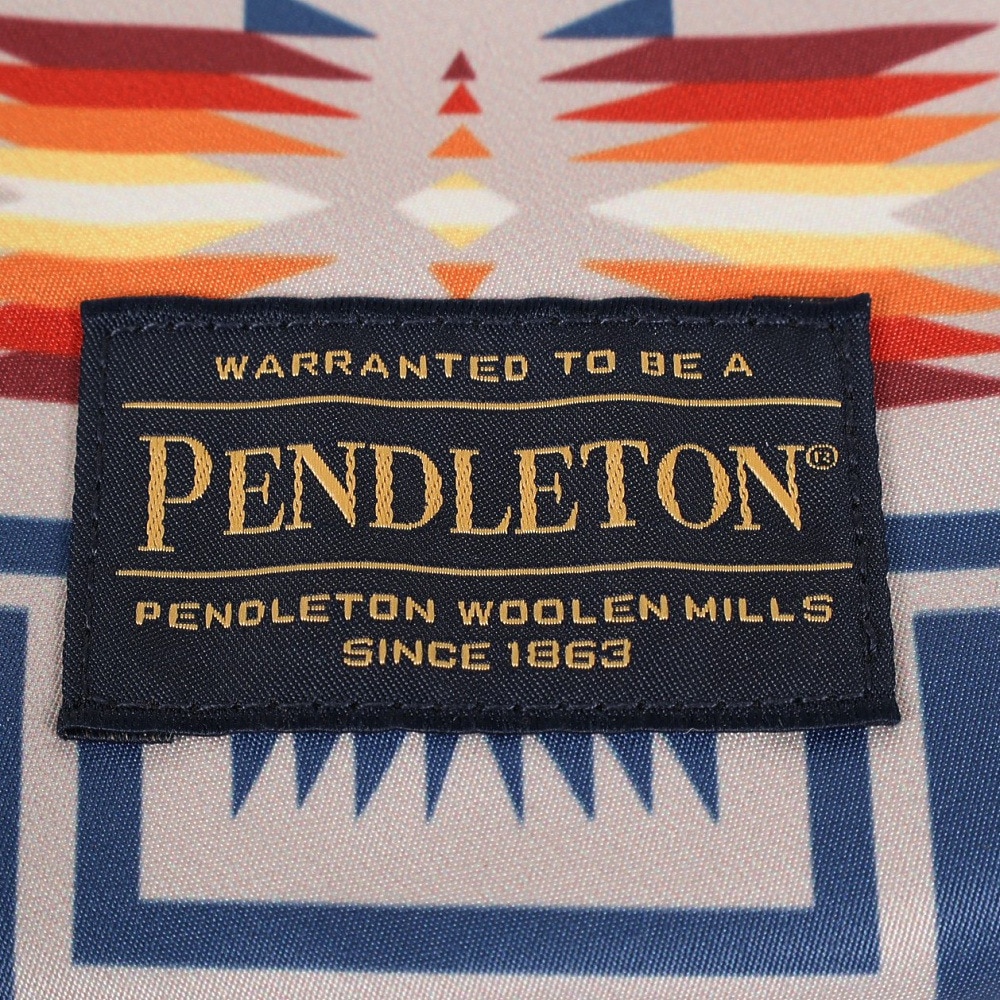 WARRANTED TO BE A
PENDLETON®
PENDLETON WOOLEN MILLS
SINCE 1863